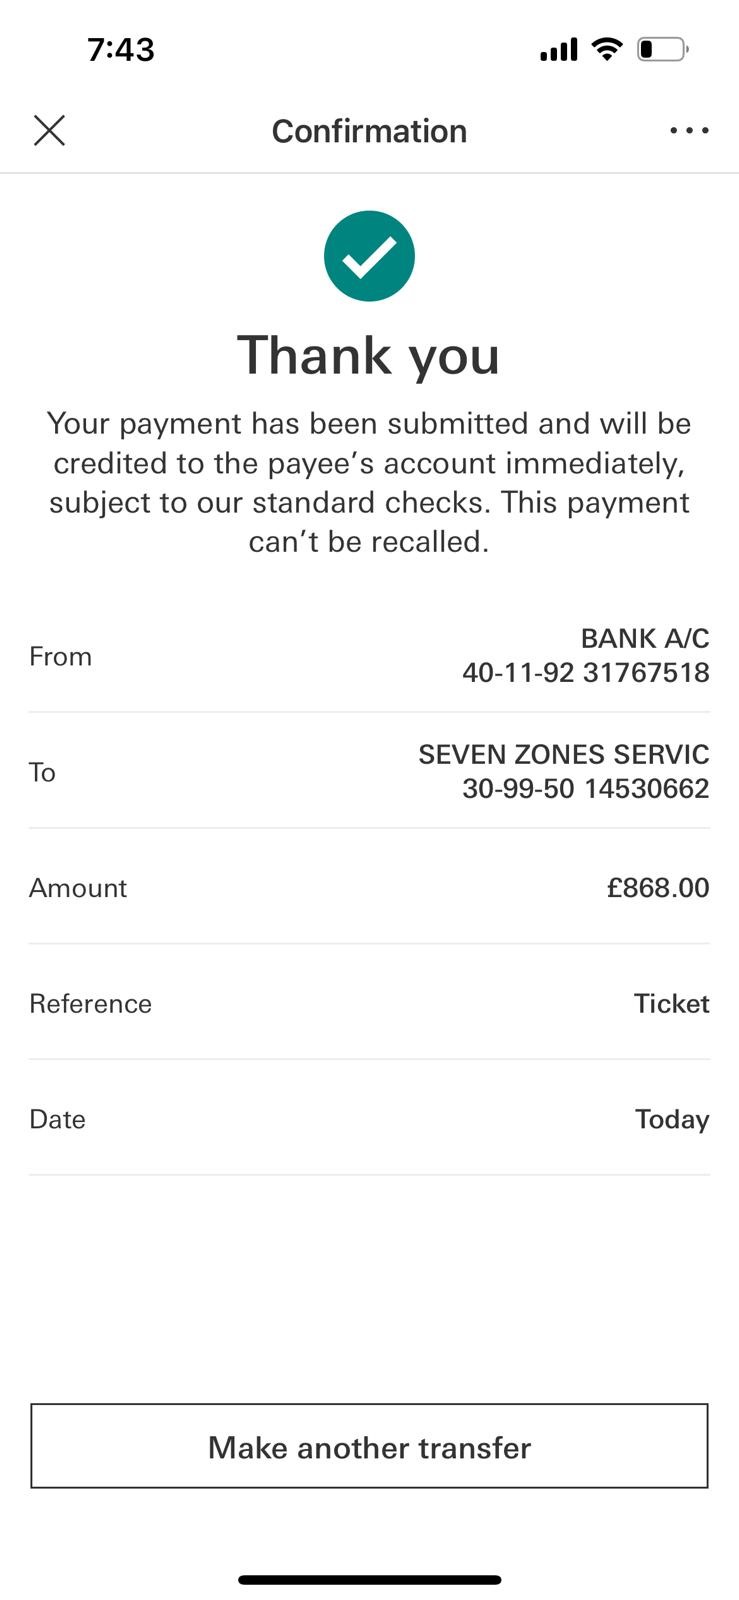 7:43
Confirmation
Thank you
Your payment has been submitted and will be
credited to the payee’s account immediately,
subject to our standard checks. This payment
can’t be recalled.
From
BANK A/C
40-11-92 31767518
To
SEVEN ZONES SERVIC
30-99-50 14530662
Amount
£868.00
Reference
Ticket
Date
Today
Make another transfer